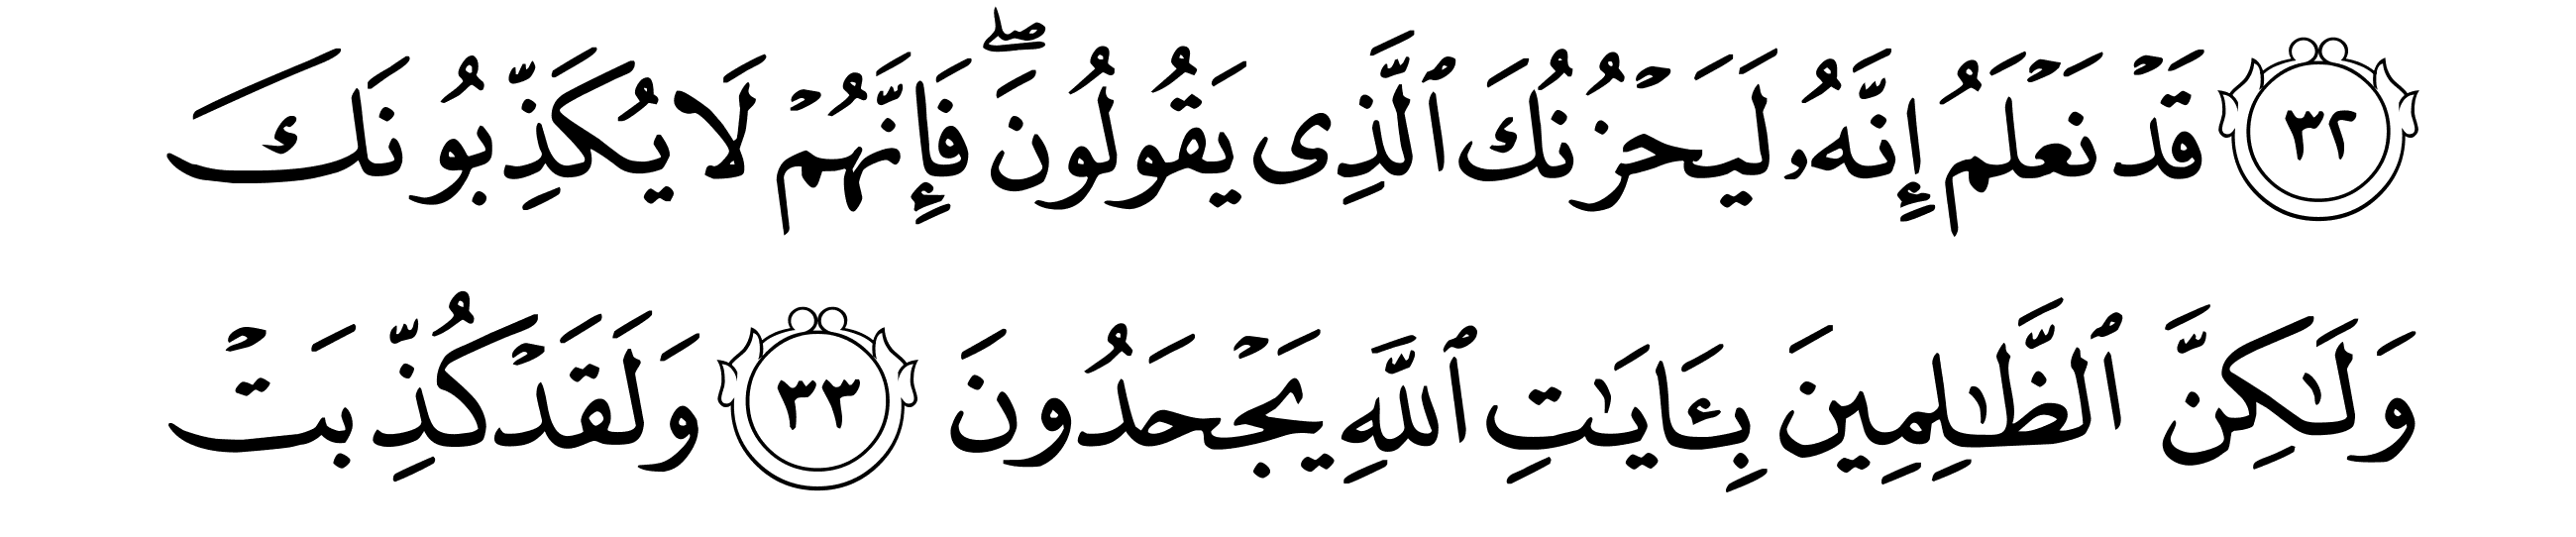 ٣٢ قَدْ نَعْلَمُ إِنَّهُۥ لَيَحْزُنُكَ ٱلَّذِى يَقُولُونَۖ فَإِنَّهُمْ لَا يُكَذِّبُونَكَ
وَلَـٰكِنَّ ٱلظَّـٰلِمِينَ بِـَٔايَـٰتِ ٱللَّهِ يَجْحَدُونَ ٣٣ وَلَقَدْ كُذِّبَتْ